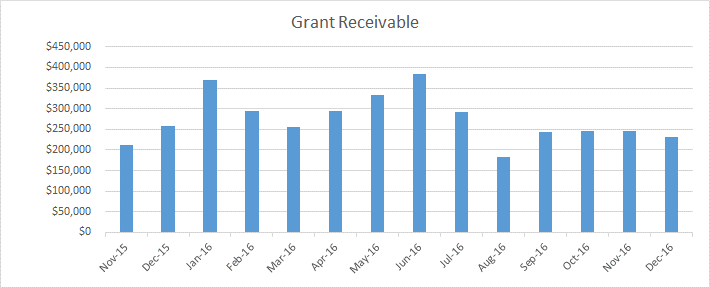 Grant Receivable
$450,000
$400,000
$350,000
$300,000
$250,000
$200,000
$150,000
$100,000
$50,000
$0
Nov-15
Dec-15
Jan-16
Feb-16
Mar-16
Apr-16
May-16
Jun-16
Jul-16
Aug-16
Sep-16
Oct-16
Nov-16
Dec-16